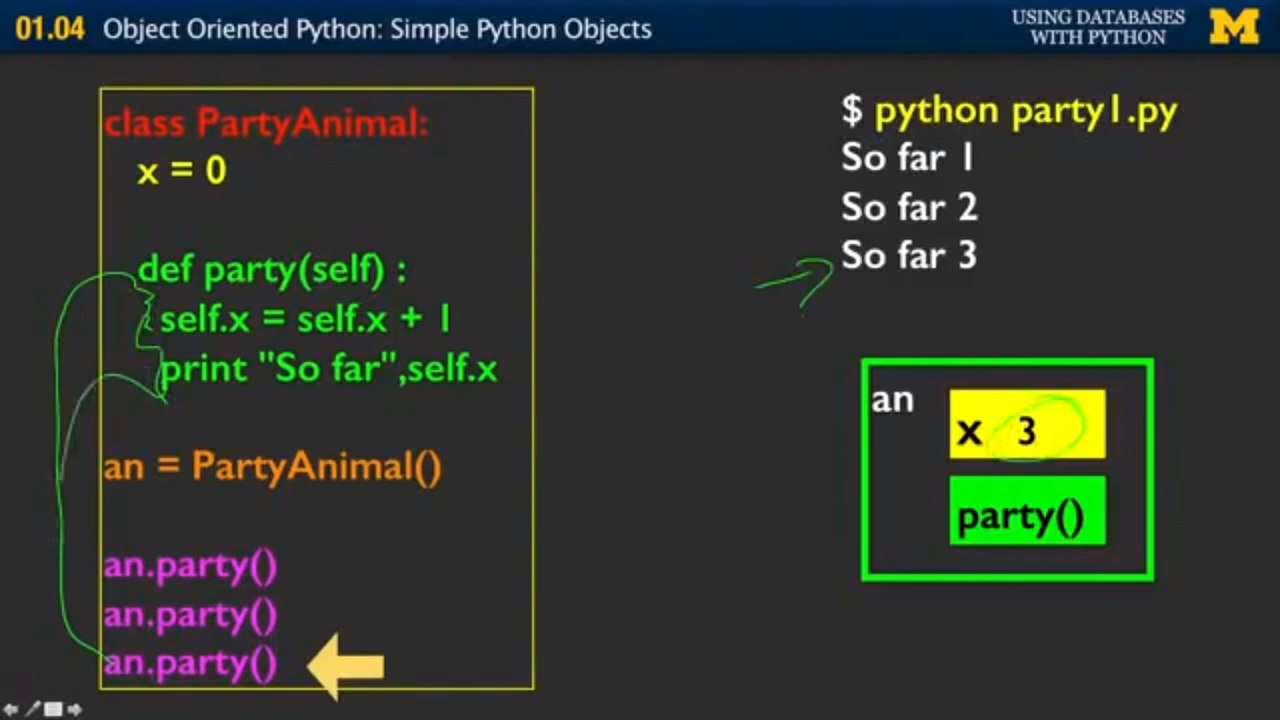 01.04 Object Oriented Python: Simple Python Objects
USING DATABASES
WITH PYTHON
M
class PartyAnimal:
x = 0
def party(self) :
self.x = self.x + 1
print "So far",self.x
an = PartyAnimal()
an.party()
an.party()
an.party()
$ python party1.py
So far 1
So far 2
So far 3
an
x 3
party()